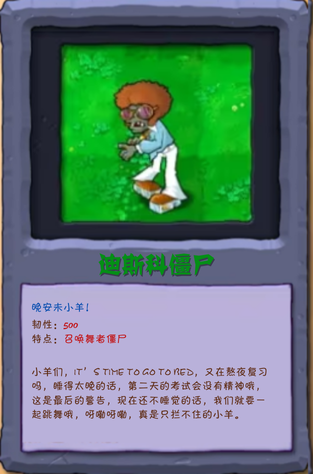 迪斯科僵尸
晚安未小羊!
韧性:500
特点:召唤舞者僵尸
小羊们,IT'S TIME TO GO TO BED,又在熬夜复习
吗,睡得太晚的话,第二天的考试会没有精神哦,
这是最后的警告,现在还不睡觉的话,我们就要一
起跳舞哦,呀嘞呀嘞,真是只拦不住的小羊。